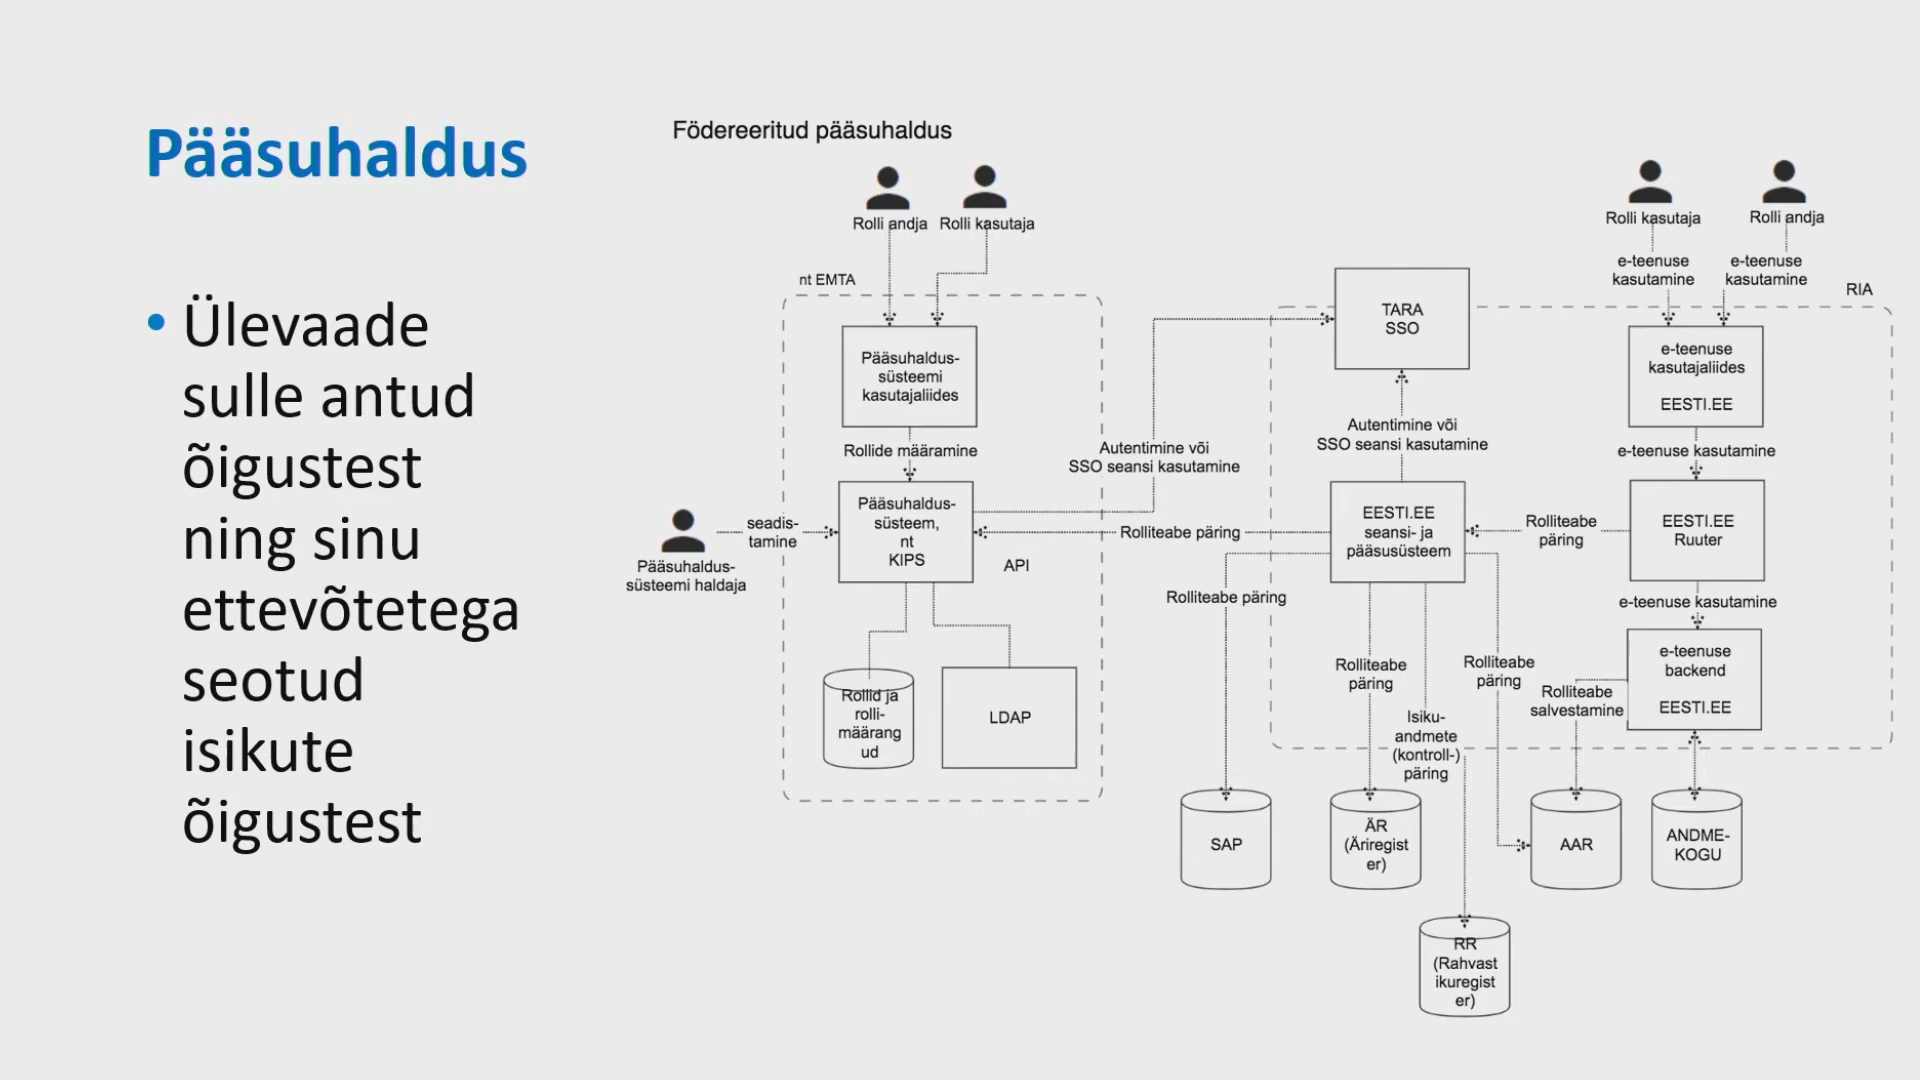 Pääsuhaldus
• Ülevaade
sulle antud
õigustest
ning sinu
ettevõtetega
seotud
isikute
õigustest
Födereeritud pääsuhaldus
Rolli andja
Rolli kasutaja
nt EMTA
Pääsuhaldus-
süsteemi
kasutajaliides
Rollide määramine
Pääsuhaldus-
süsteem,
nt
KIPS
seadis-
tamine
Pääsuhaldus-
süsteemi haldaja
API
Rollid ja
rolli-
määrang
ud
LDAP
Autentimine või
SSO seansi kasutamine
Rolliteabe päring
Rolliteabe päring
TARA
SSO
Autentimine või
SSO seansi kasutamine
EESTI.EE
seansi- ja
pääsusüsteem
Rolliteabe
päring
Rolli kasutaja
Rolli andja
e-teenuse
kasutamine
e-teenuse
kasutamine
RIA
e-teenuse
kasutajaliides
EESTI.EE
e-teenuse kasutamine
EESTI.EE
Ruuter
e-teenuse kasutamine
e-teenuse
backend
EESTI.EE
Rolliteabe
päring
Rolliteabe
päring
Rolliteabe
salvestamine
Isiku-
andmete
(kontroll-)
päring
SAP
ÄR
(Äriregist
er)
AAR
ANDME-
KOGU
RR
(Rahvast
ikuregist
er)